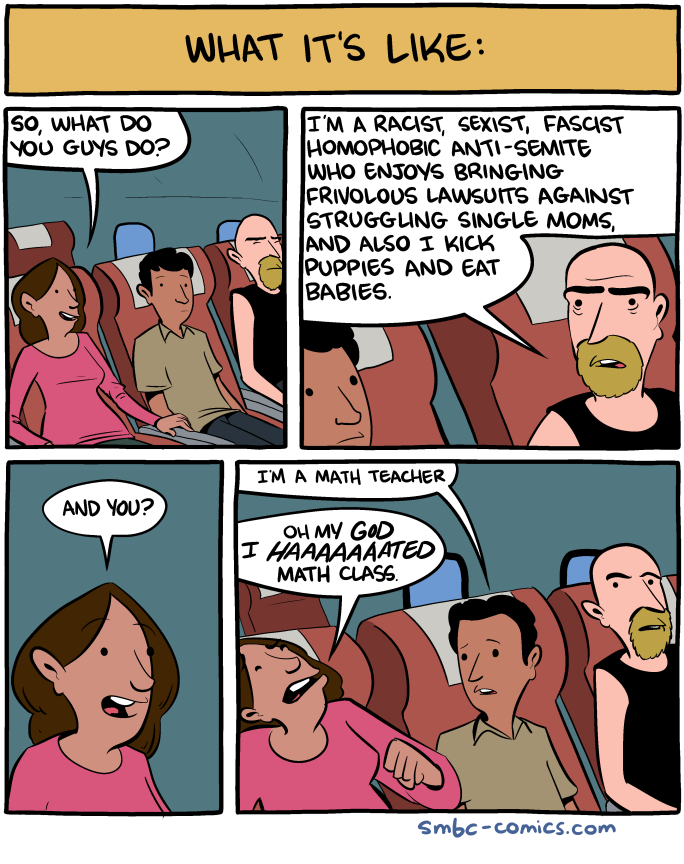 WHAT IT'S LIKE:
SO, WHAT DO
YOU GUYS DO?
I'M A RACIST, SEXIST, FASCIST
HOMOPHOBIC ANTI-SEMITE
WHO ENJOYS BRINGING
FRIVOLOUS LAWSUITS AGAINST
STRUGGLING SINGLE MOMS,
AND ALSO I KICK
PUPPIES AND EAT
BABIES.
AND YOU?
I'M A MATH TEACHER
OH MY GOD
I HAAAAAAATED
MATH CLASS.
smbc-comics.com